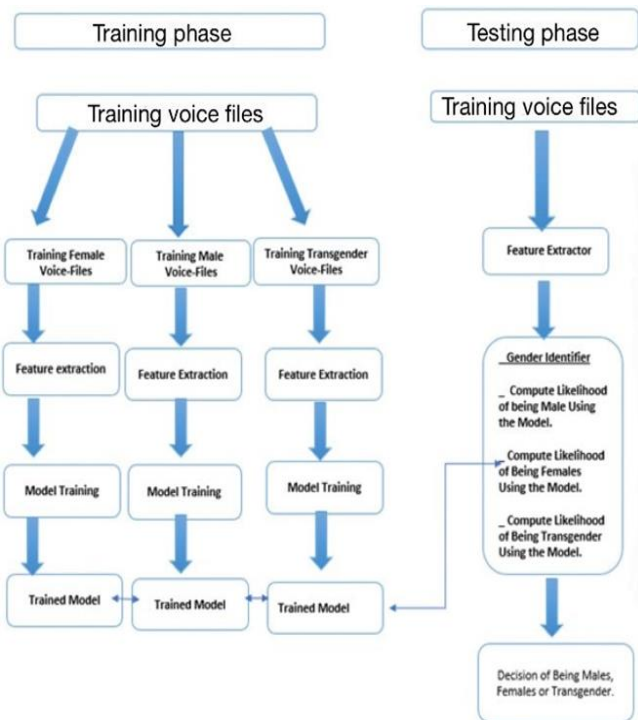 Training phase
Testing phase
Training voice files
Training voice files
Training Female
Voice-Files
Training Male
Voice-Files
Training Transgender
Voice-Files
Feature Extractor
Feature extraction
Feature Extraction
Feature Extraction
Gender Identifier
_ Compute Likelihood
of being Male Using
the Model.
_ Compute Likelihood
of Being Females
Using the Model.
_ Compute Likelihood
of Being Transgender
Using the Model.
Model Training
Model Training
Model Training
Trained Model
Trained Model
Trained Model
Decision of Being Males,
Females or Transgender.